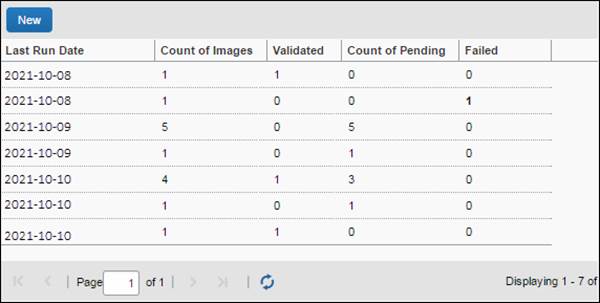 New
Last Run Date Count of Images Validated Count of Pending Failed
2021-10-08 1 1 0 0
2021-10-08 1 0 0 1
2021-10-09 5 0 5 0
2021-10-09 1 0 1 0
2021-10-10 4 1 3 0
2021-10-10 1 0 1 0
2021-10-10 1 1 0 0
Page 1 of 1 Displaying 1 - 7 of